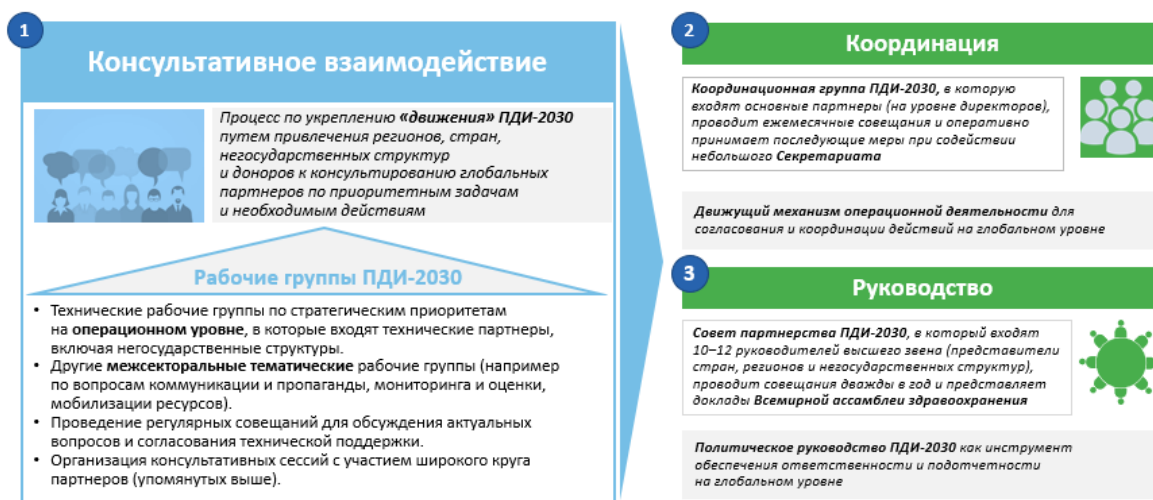 1
Консультативное взаимодействие
Процесс по укреплению «движения» ПДИ-2030
путем привлечения регионов, стран,
негосударственных структур
и доноров к консультированию глобальных
партнеров по приоритетным задачам
и необходимым действиям
Рабочие группы ПДИ-2030
• Технические рабочие группы по стратегическим приоритетам
на операционном уровне, в которые входят технические партнеры,
включая негосударственные структуры.
• Другие межсекторальные тематические рабочие группы (например
по вопросам коммуникации и пропаганды, мониторинга и оценки,
мобилизации ресурсов).
• Проведение регулярных совещаний для обсуждения актуальных
вопросов и согласования технической поддержки.
• Организация консультативных сессий с участием широкого круга
партнеров (упомянутых выше).
2
Координация
Координационная группа ПДИ-2030, в которую
входят основные партнеры (на уровне директоров),
проводит ежемесячные совещания и оперативно
принимает последующие меры при содействии
небольшого Секретариата
Движущий механизм операционной деятельности для
согласования и координации действий на глобальном уровне
3
Руководство
Совет партнерства ПДИ-2030, в который входят
10–12 руководителей высшего звена (представители
стран, регионов и негосударственных структур),
проводит совещания дважды в год и представляет
доклады Всемирной ассамблеи здравоохранения
Политическое руководство ПДИ-2030 как инструмент
обеспечения ответственности и подотчетности
на глобальном уровне